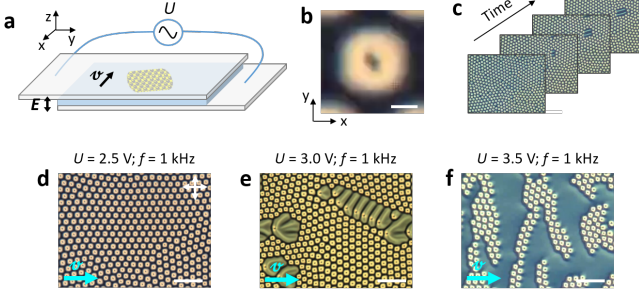 a
z
y
x
U
v
E
b
y
x
c
Time
U = 2.5 V; f = 1 kHz
U = 3.0 V; f = 1 kHz
U = 3.5 V; f = 1 kHz
d
e
f
v
v
v